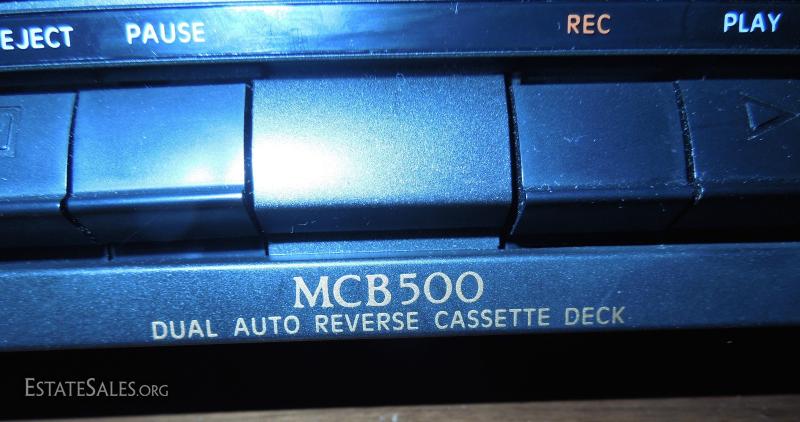 EJECT PAUSE REC PLAY
MCB500
DUAL AUTO REVERSE CASSETTE DECK
ESTATESALES.ORG